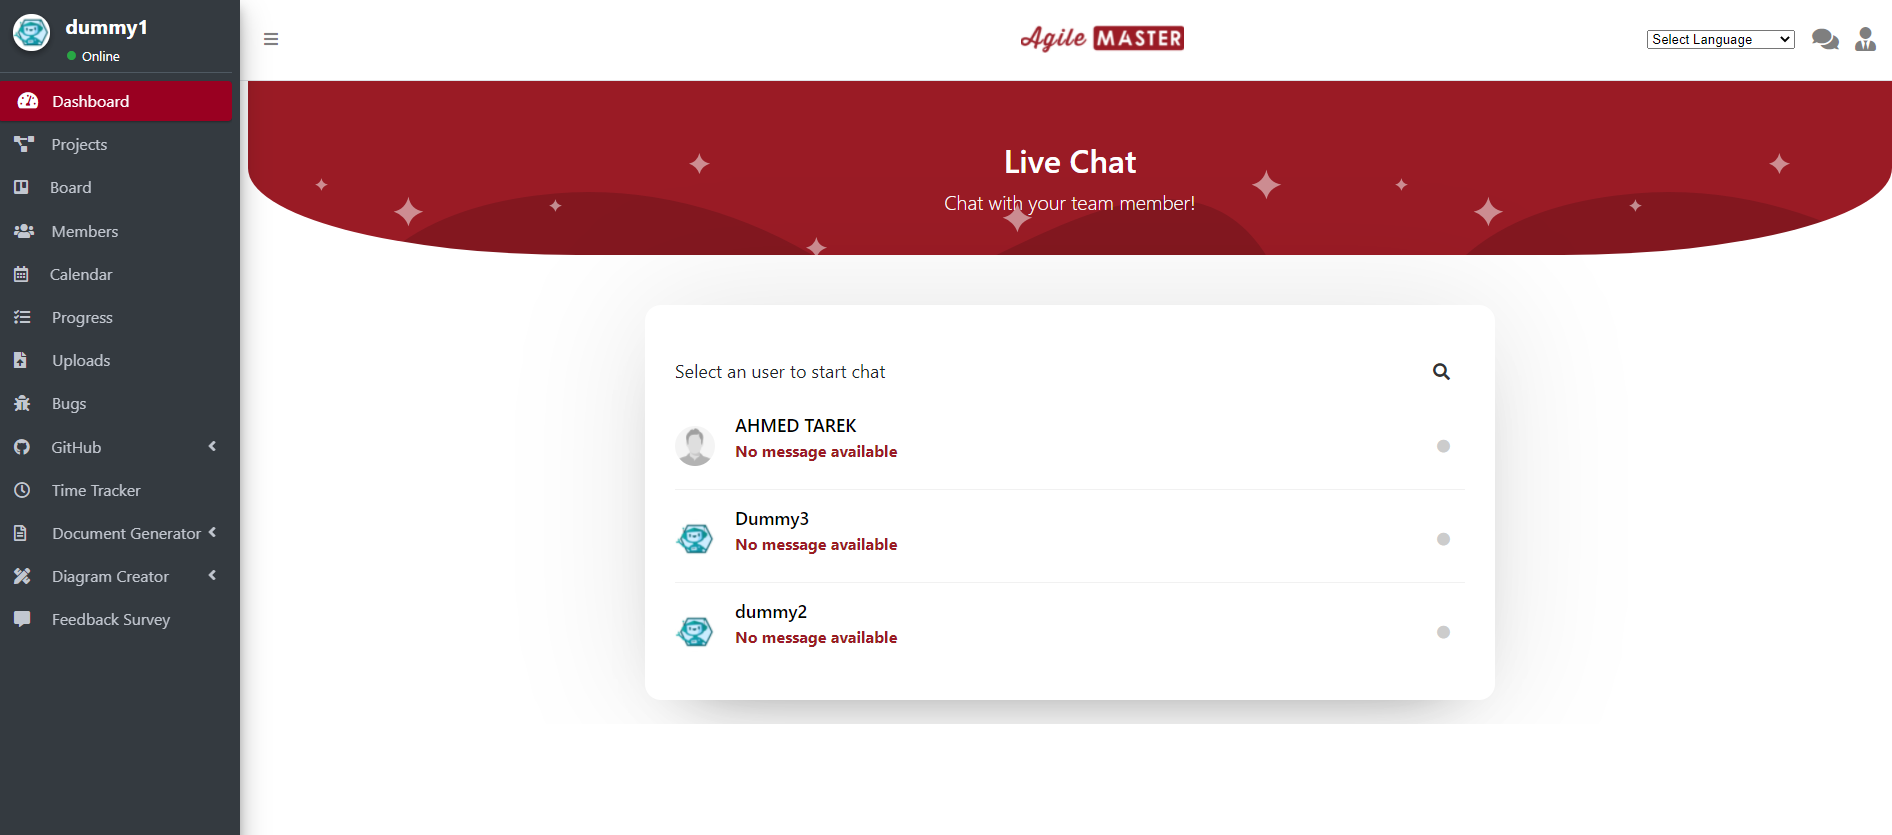 dummy1
Online
Dashboard
Projects
Board
Members
Calendar
Progress
Uploads
Bugs
GitHub
Time Tracker
Document Generator
Diagram Creator
Feedback Survey
Agile MASTER
Select Language
Live Chat
Chat with your team member!
Select an user to start chat
AHMED TAREK
No message available
Dummy3
No message available
dummy2
No message available